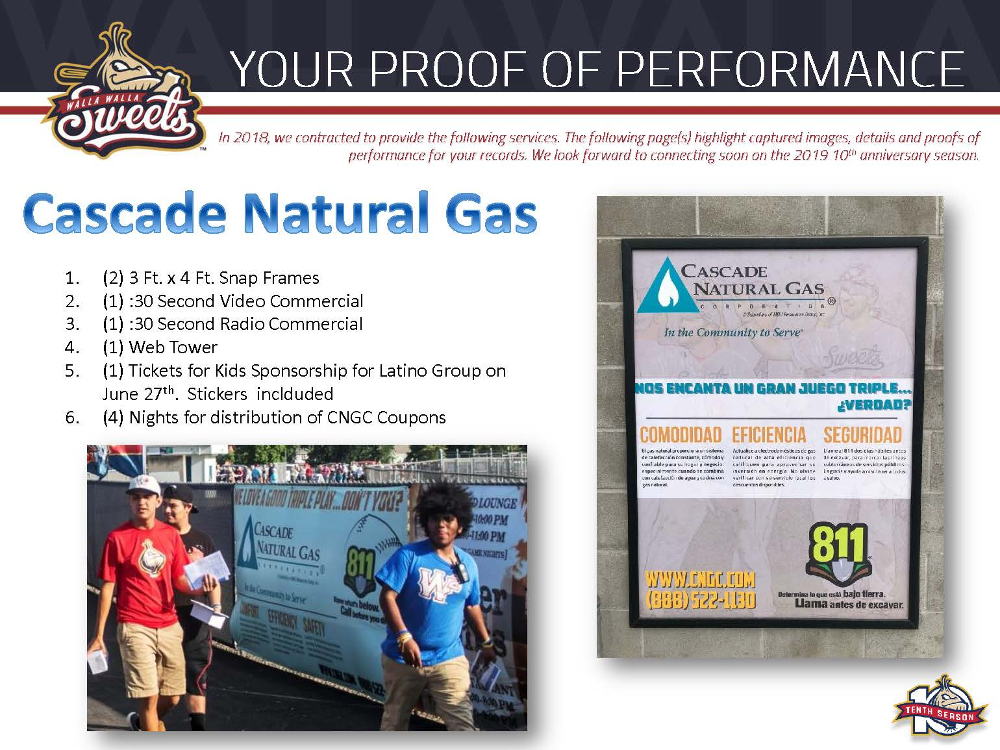 WALLA WALLA
WALLA WALLA
Sweets
™
YOUR PROOF OF PERFORMANCE
In 2018, we contracted to provide the following services. The following page(s) highlight captured images, details and proofs of
performance for your records. We look forward to connecting soon on the 2019 10th anniversary season.
Cascade Natural Gas
1. (2) 3 Ft. x 4 Ft. Snap Frames
2. (1) :30 Second Video Commercial
3. (1) :30 Second Radio Commercial
4. (1) Web Tower
5. (1) Tickets for Kids Sponsorship for Latino Group on
June 27th. Stickers inclduded
6. (4) Nights for distribution of CNGC Coupons
WE LOVE A GOOD TRIPLE PLAY...DON'T YOU?
CASCADE
NATURAL GAS
CORPORATION
In the Community to Serve
811
Know what's below.
Call before you
COMFORT EFFICIENCY SAFETY
D LOUNGE
-10:00 PM
-11:00 PM
GAME NIGHTS]
W
CASCADE
NATURAL GAS
CORPORATION
®
A Subsidiary of MDU Resources Group, Inc.
In the Community to Serve®
Sweets
NOS ENCANTA UN GRAN JUEGO TRIPLE...
¿VERDAD?
COMODIDAD EFICIENCIA SEGURIDAD
El gas natural proporciona un sistema
de calefacción constante, cómodo y
confiable para su hogar y negocio,
especialmente cuando se combina
con calefacción de agua y cocina con
gas natural.
Actualice a electrodomésticos de gas
natural de alta eficiencia que
califiquen para aprovechar su
inversión en energía. No olvide
verificar con su servicio local los
descuentos disponibles.
Llame al 811 dos días hábiles antes
de excavar, para marcar las líneas
subterráneas de servicios públicos.
Es gratis y ayuda a mantener a todos
a salvo.
811
WWW.CNGC.COM
(888) 522-1130
Determina lo que está bajo tierra.
Llama antes de excavar.
10
TENTH SEASON